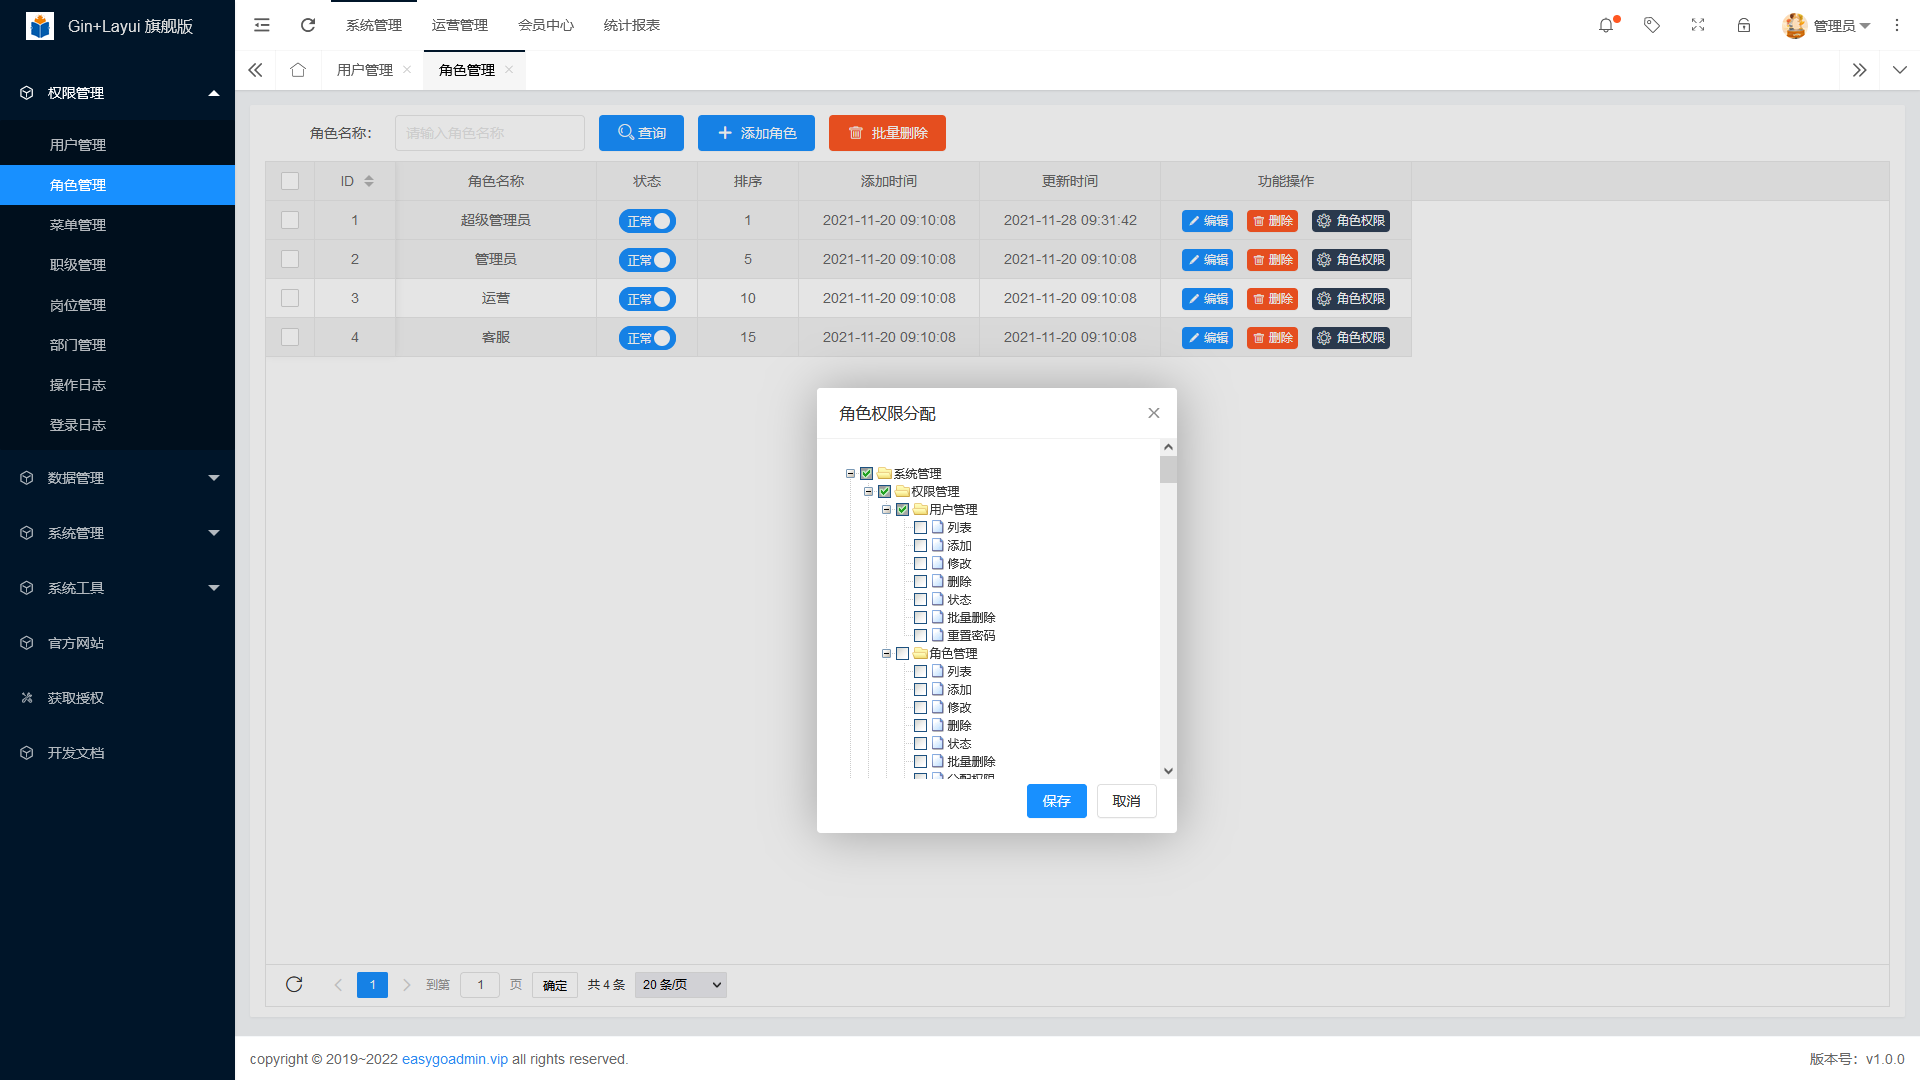 Gin+Layui 旗舰版
系统管理 运营管理 会员中心 统计报表
管理员
用户管理 角色管理
权限管理
用户管理
角色管理
菜单管理
职级管理
岗位管理
部门管理
操作日志
登录日志
数据管理
系统管理
系统工具
官方网站
获取授权
开发文档
角色名称： 请输入角色名称 查询 添加角色 批量删除
ID 角色名称 状态 排序 添加时间 更新时间 功能操作
1 超级管理员 正常 1 2021-11-20 09:10:08 2021-11-28 09:31:42 编辑 删除 角色权限
2 管理员 正常 5 2021-11-20 09:10:08 2021-11-20 09:10:08 编辑 删除 角色权限
3 运营 正常 10 2021-11-20 09:10:08 2021-11-20 09:10:08 编辑 删除 角色权限
4 客服 正常 15 2021-11-20 09:10:08 2021-11-20 09:10:08 编辑 删除 角色权限
角色权限分配
系统管理
权限管理
用户管理
列表
添加
修改
删除
状态
批量删除
重置密码
角色管理
列表
添加
修改
删除
状态
批量删除
分配权限
保存 取消
1 到第 1 页 确定 共 4 条 20 条/页
copyright © 2019~2022 easygoadmin.vip all rights reserved.
版本号：v1.0.0